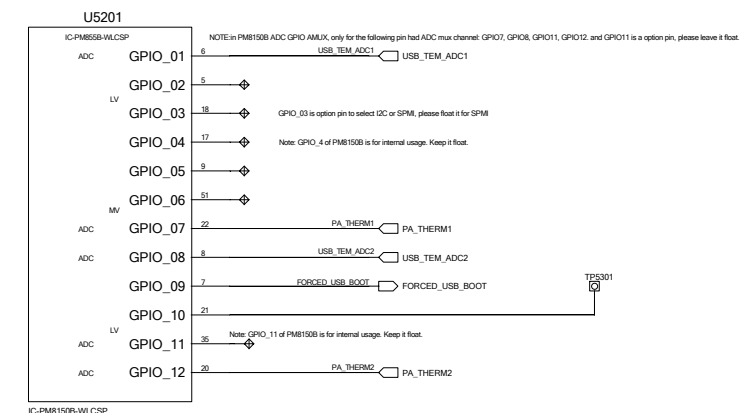 U5201
IC-PM855B-WLCSP
NOTE:in PM8150B ADC GPIO AMUX, only for the following pin had ADC mux channel: GPIO7, GPIO8, GPIO11, GPIO12. and GPIO11 is a option pin, please leave it float.
ADC GPIO_01 6 USB_TEM_ADC1 USB_TEM_ADC1
GPIO_02 5
LV
GPIO_03 18 GPIO_03 is option pin to select I2C or SPMI, please float it for SPMI
GPIO_04 17 Note: GPIO_4 of PM8150B is for internal usage. Keep it float.
GPIO_05 9
GPIO_06 51
MV
ADC GPIO_07 22 PA_THERM1 PA_THERM1
ADC GPIO_08 8 USB_TEM_ADC2 USB_TEM_ADC2
GPIO_09 7 FORCED_USB_BOOT FORCED_USB_BOOT TP5301
GPIO_10 21
LV
Note: GPIO_11 of PM8150B is for internal usage. Keep it float.
ADC GPIO_11 35
ADC GPIO_12 20 PA_THERM2 PA_THERM2
IC-PM8150B-WLCSP